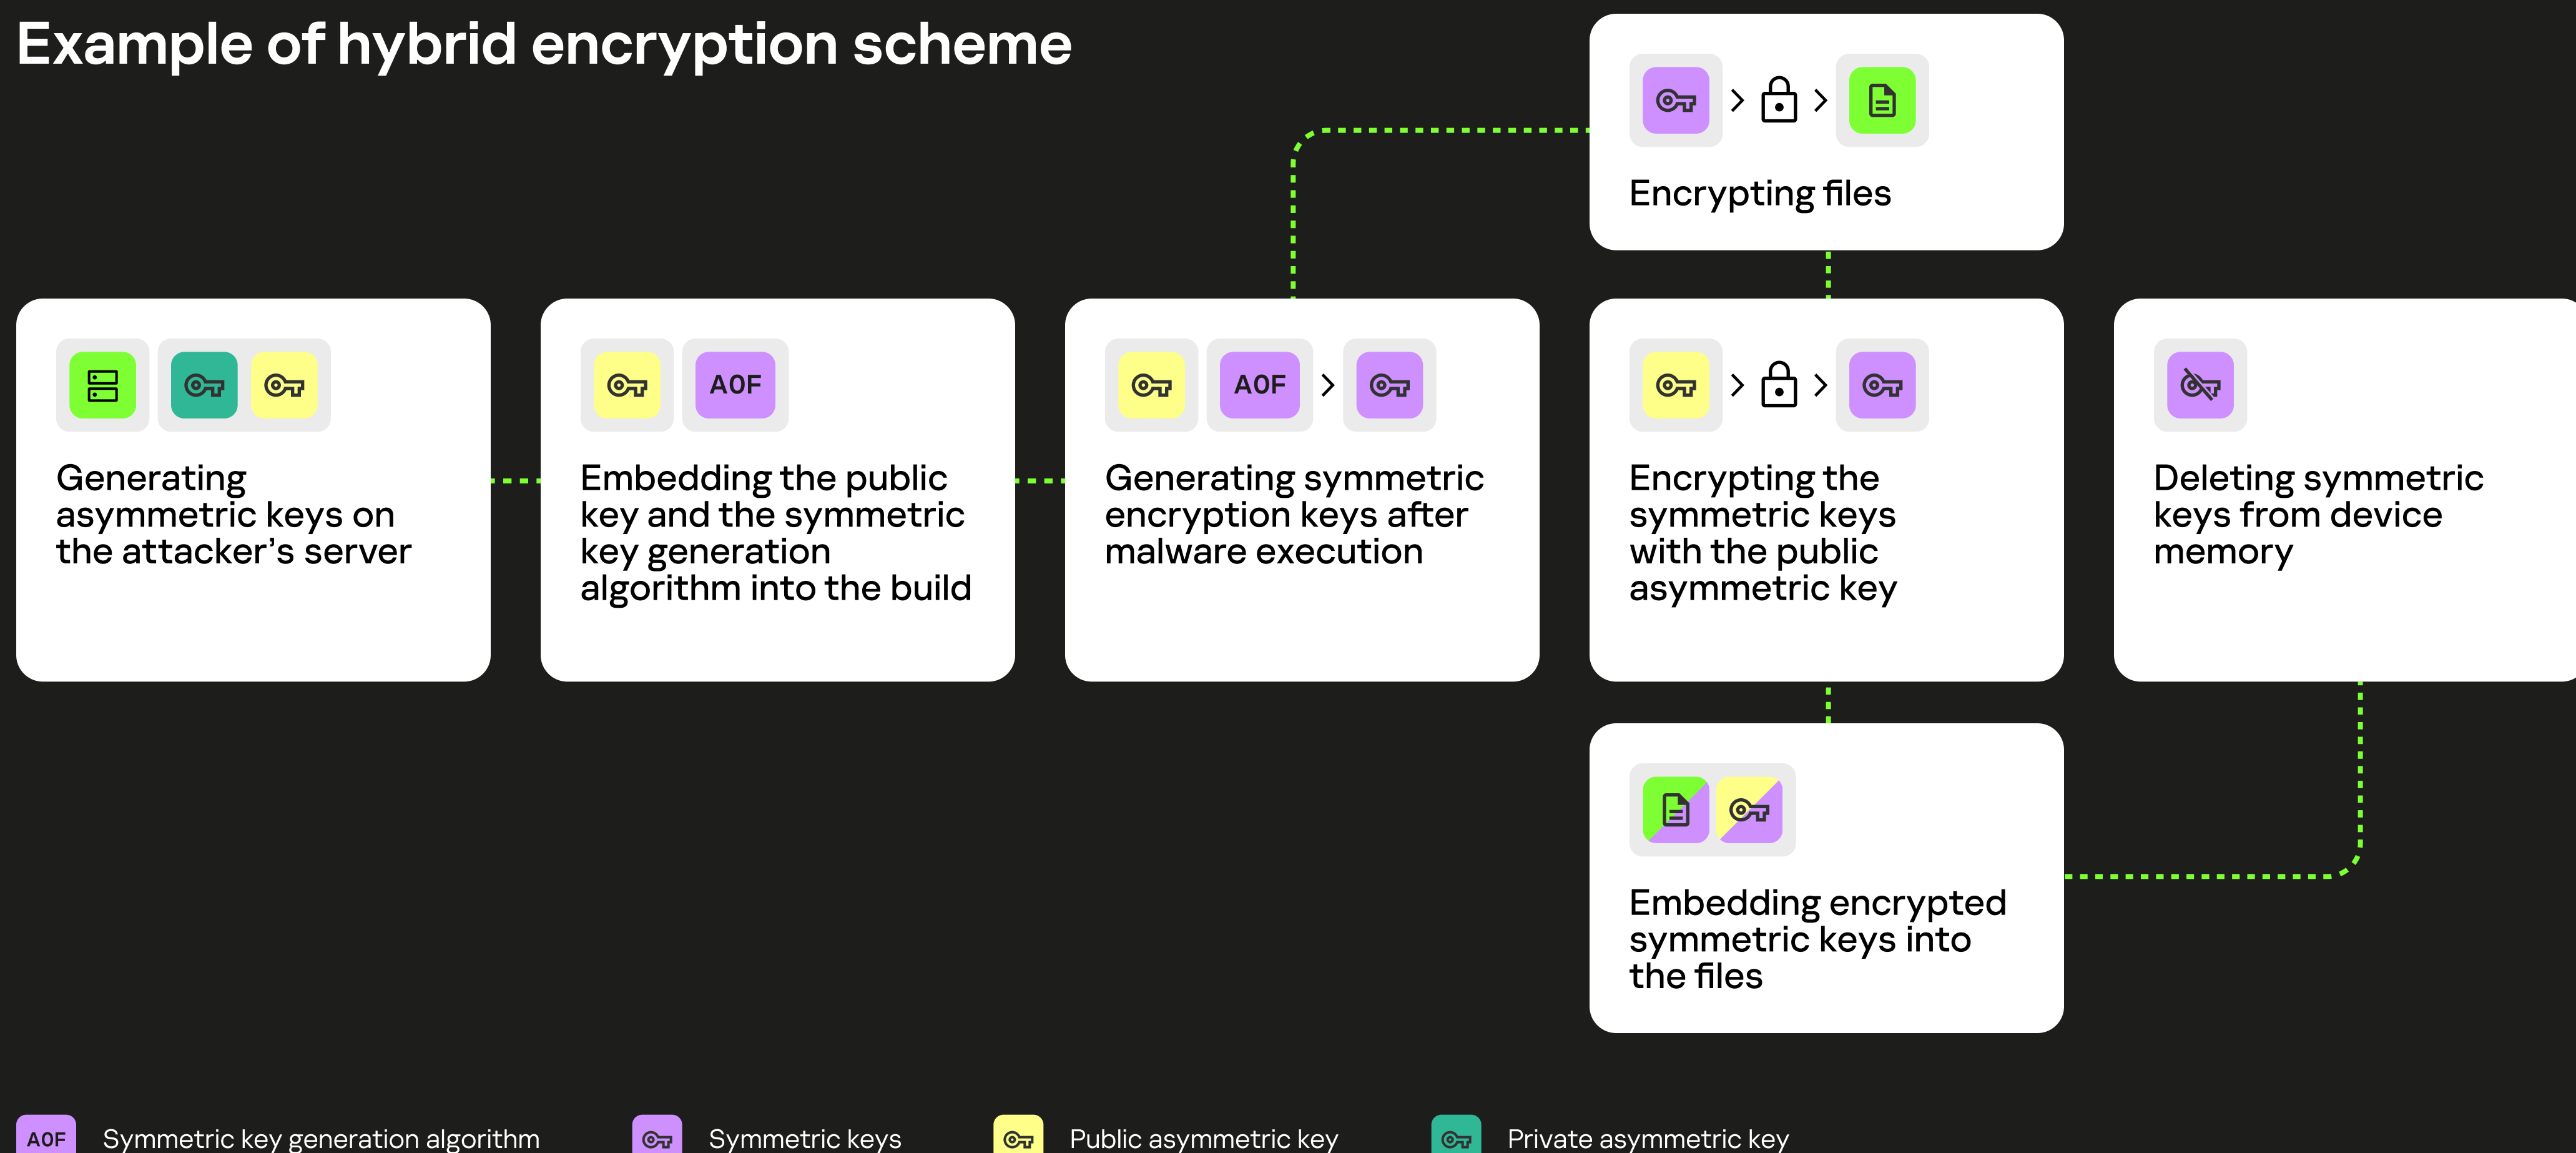 Example of hybrid encryption scheme
Encrypting files
Generating
asymmetric keys on
the attacker’s server
A0F
Embedding the public
key and the symmetric
key generation
algorithm into the build
A0F
Generating symmetric
encryption keys after
malware execution
Encrypting the
symmetric keys
with the public
asymmetric key
Deleting symmetric
keys from device
memory
Embedding encrypted
symmetric keys into
the files
A0F Symmetric key generation algorithm
Symmetric keys
Public asymmetric key
Private asymmetric key